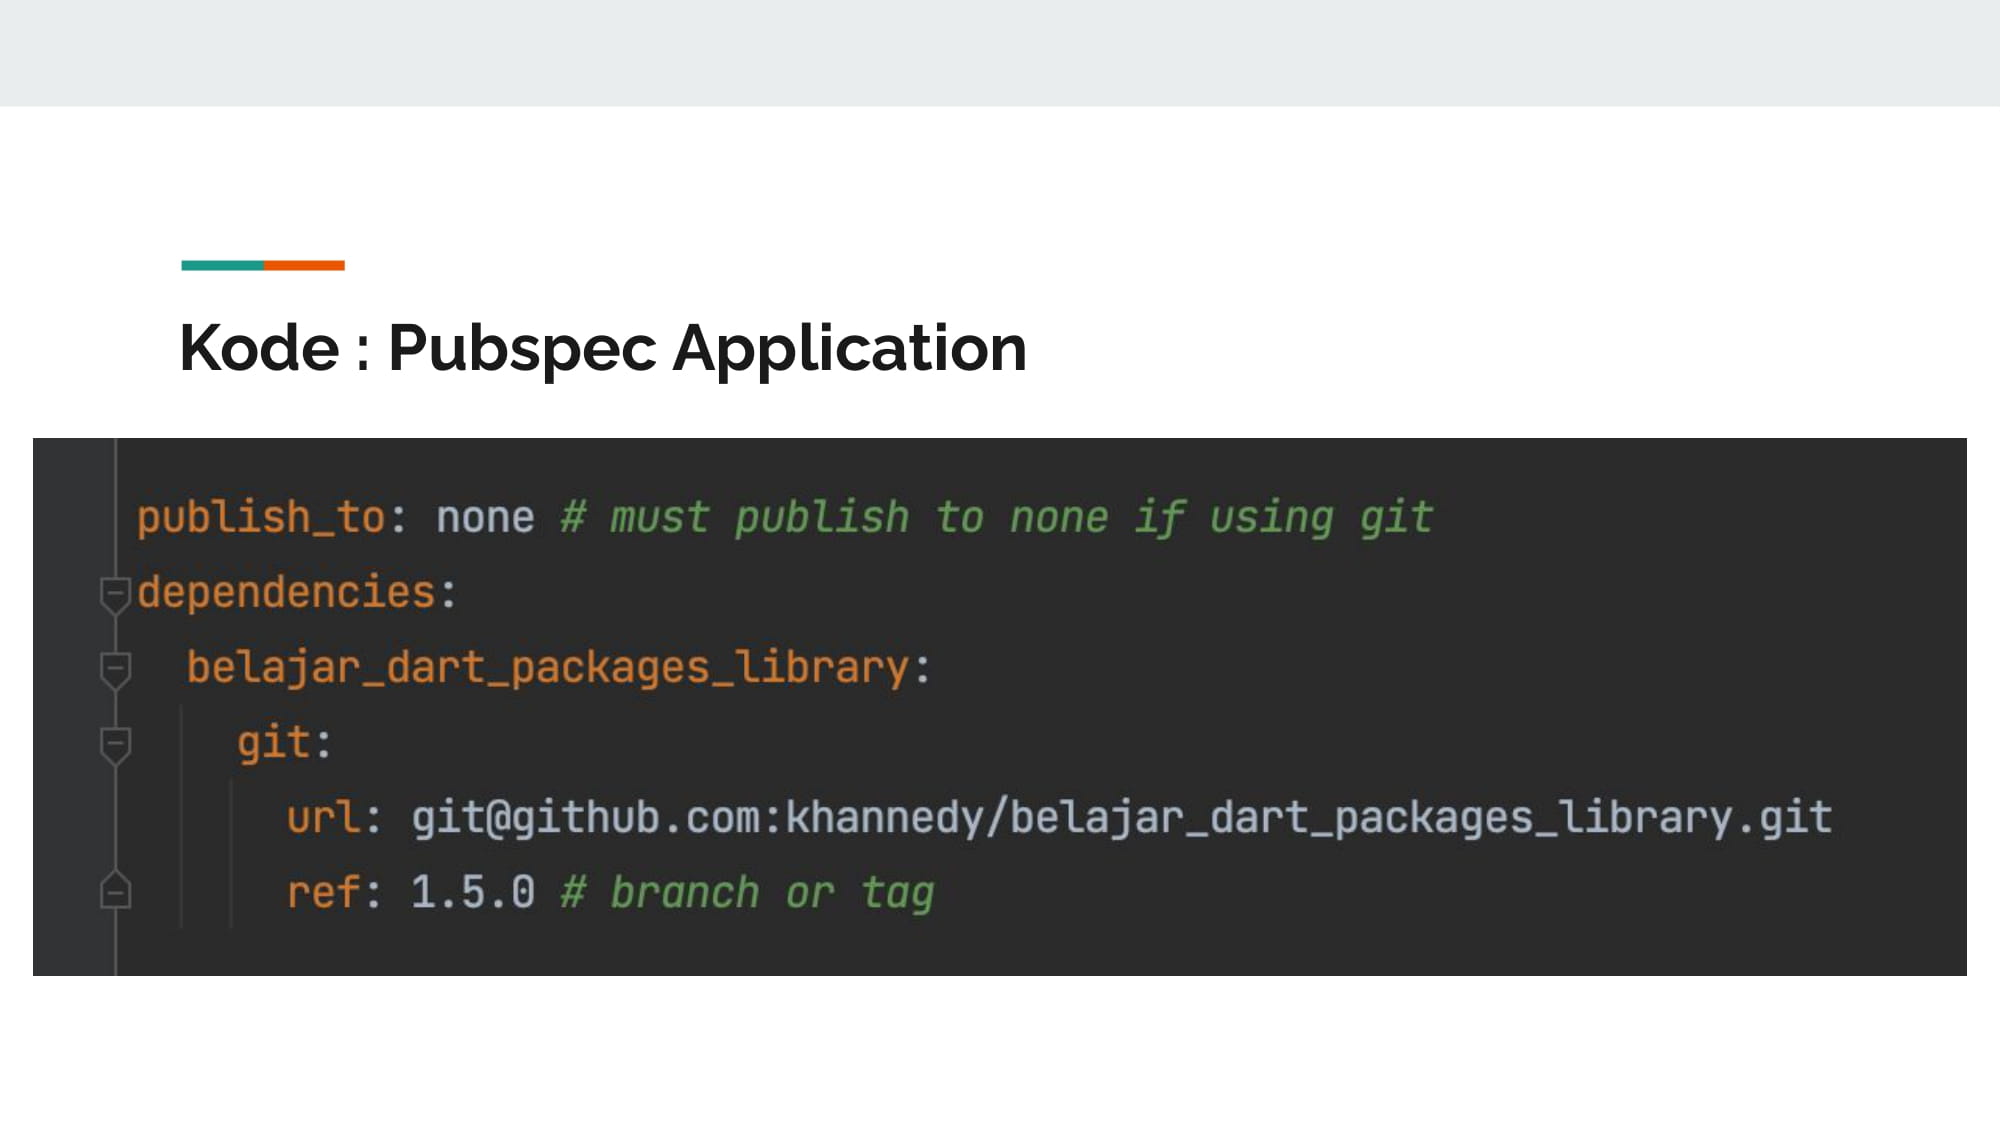 Kode : Pubspec Application
publish_to: none # must publish to none if using git
dependencies:
  belajar_dart_packages_library:
    git:
      url: git@github.com:khannedy/belajar_dart_packages_library.git
      ref: 1.5.0 # branch or tag